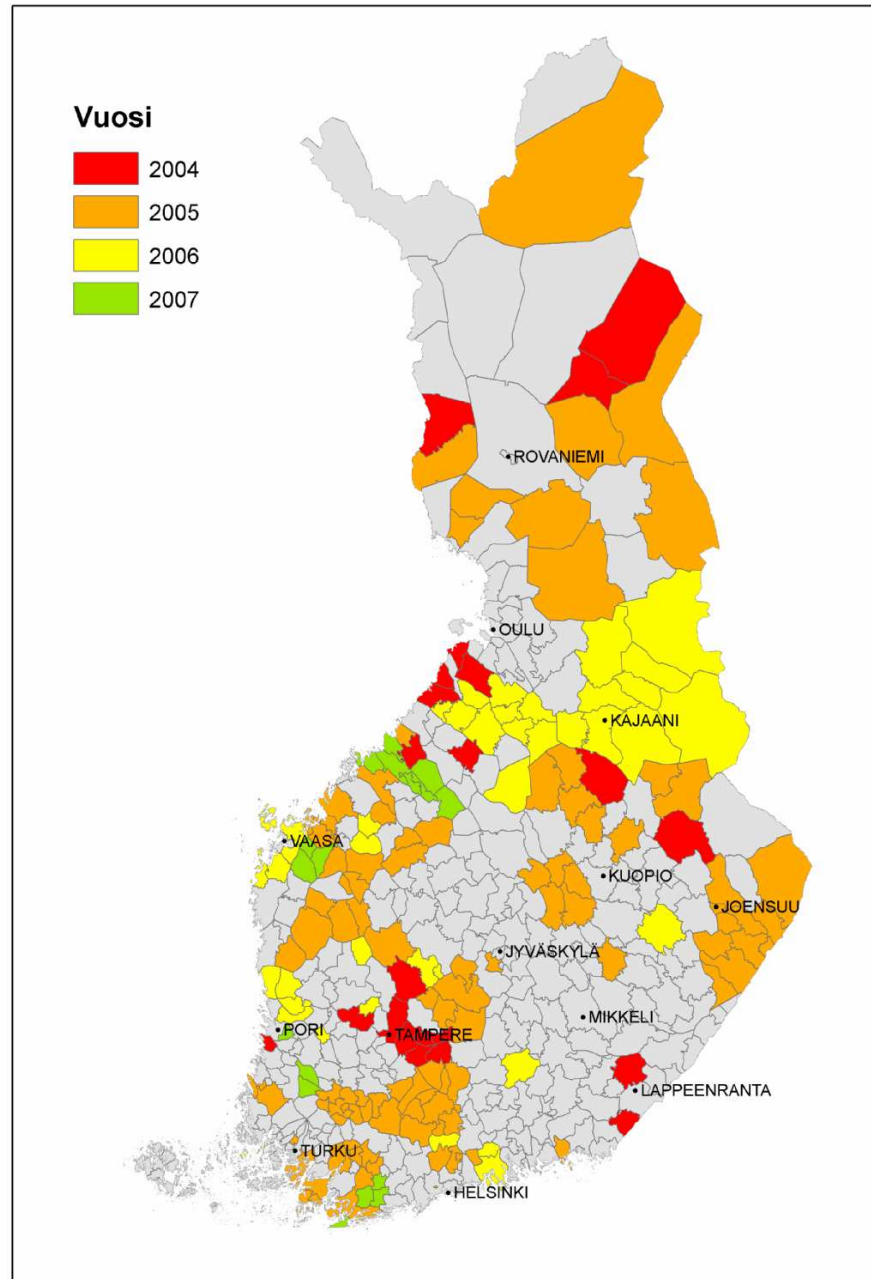 Vuosi
2004
2005
2006
2007
ROVANIEMI
OULU
KAJAANI
VAASA
KUOPIO
JOENSUU
JYVÄSKYLÄ
MIKKELI
PORI
TAMPERE
LAPPEENRANTA
TURKU
HELSINKI